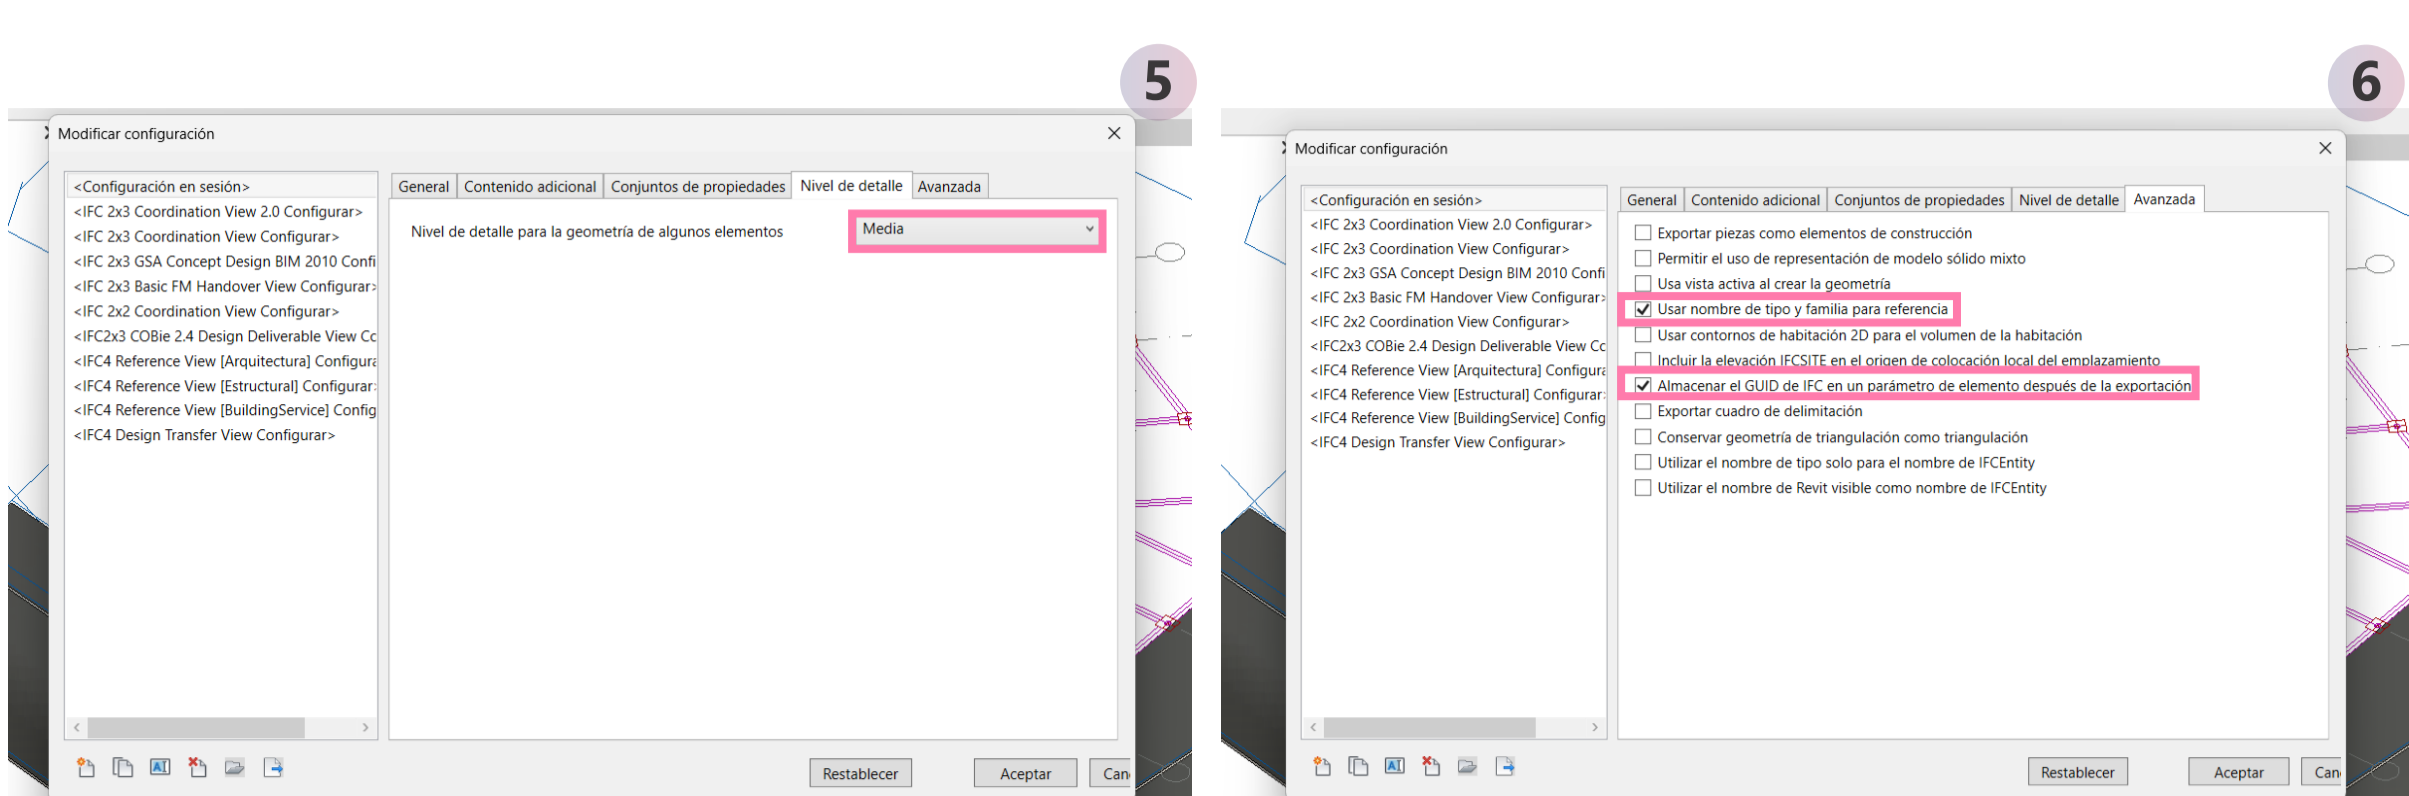 5
Modificar configuración
<Configuración en sesión>
<IFC 2x3 Coordination View 2.0 Configurar>
<IFC 2x3 Coordination View Configurar>
<IFC 2x3 GSA Concept Design BIM 2010 Confi
<IFC 2x3 Basic FM Handover View Configurar>
<IFC 2x2 Coordination View Configurar>
<IFC2x3 COBie 2.4 Design Deliverable View Cc
<IFC4 Reference View [Arquitectura] Configura
<IFC4 Reference View [Estructural] Configurar>
<IFC4 Reference View [BuildingService] Config
<IFC4 Design Transfer View Configurar>
General Contenido adicional Conjuntos de propiedades Nivel de detalle Avanzada
Nivel de detalle para la geometría de algunos elementos Media
Restablecer Aceptar Can
6
Modificar configuración
<Configuración en sesión>
<IFC 2x3 Coordination View 2.0 Configurar>
<IFC 2x3 Coordination View Configurar>
<IFC 2x3 GSA Concept Design BIM 2010 Confi
<IFC 2x3 Basic FM Handover View Configurar>
<IFC 2x2 Coordination View Configurar>
<IFC2x3 COBie 2.4 Design Deliverable View Cc
<IFC4 Reference View [Arquitectura] Configura
<IFC4 Reference View [Estructural] Configurar>
<IFC4 Reference View [BuildingService] Config
<IFC4 Design Transfer View Configurar>
General Contenido adicional Conjuntos de propiedades Nivel de detalle Avanzada
Exportar piezas como elementos de construcción
Permitir el uso de representación de modelo sólido mixto
Usa vista activa al crear la geometría
Usar nombre de tipo y familia para referencia
Usar contornos de habitación 2D para el volumen de la habitación
Incluir la elevación IFCSITE en el origen de colocación local del emplazamiento
Almacenar el GUID de IFC en un parámetro de elemento después de la exportación
Exportar cuadro de delimitación
Conservar geometría de triangulación como triangulación
Utilizar el nombre de tipo solo para el nombre de IFCEntity
Utilizar el nombre de Revit visible como nombre de IFCEntity
Restablecer Aceptar Can